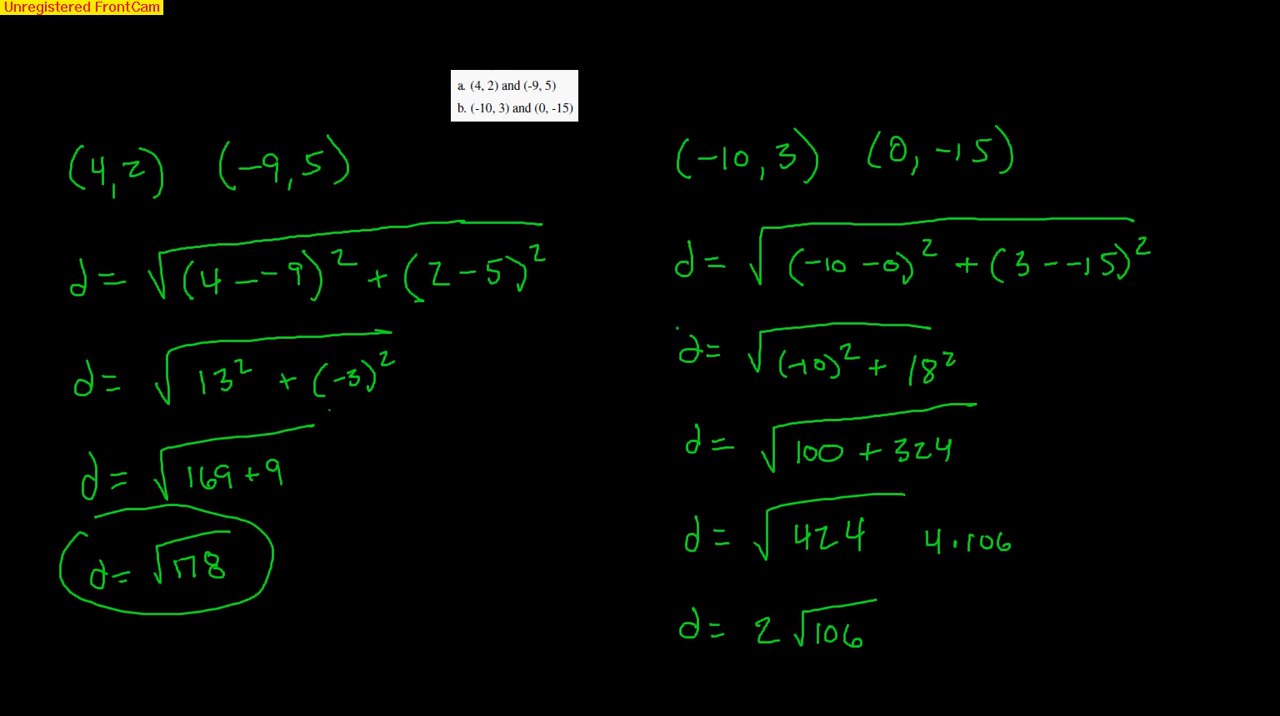 Unregistered FrontCam
a. (4, 2) and (-9, 5)
b. (-10, 3) and (0, -15)
(4,2) (-9,5)
d = √((4 - -9)² + (2 - 5)²)
d = √(13² + (-3)²)
d = √(169 + 9)
d = √178
(-10, 3) (0, -15)
d = √((-10 - 0)² + (3 - -15)²)
d = √((-10)² + 18²)
d = √(100 + 324)
d = √424 4·106
d = 2√106